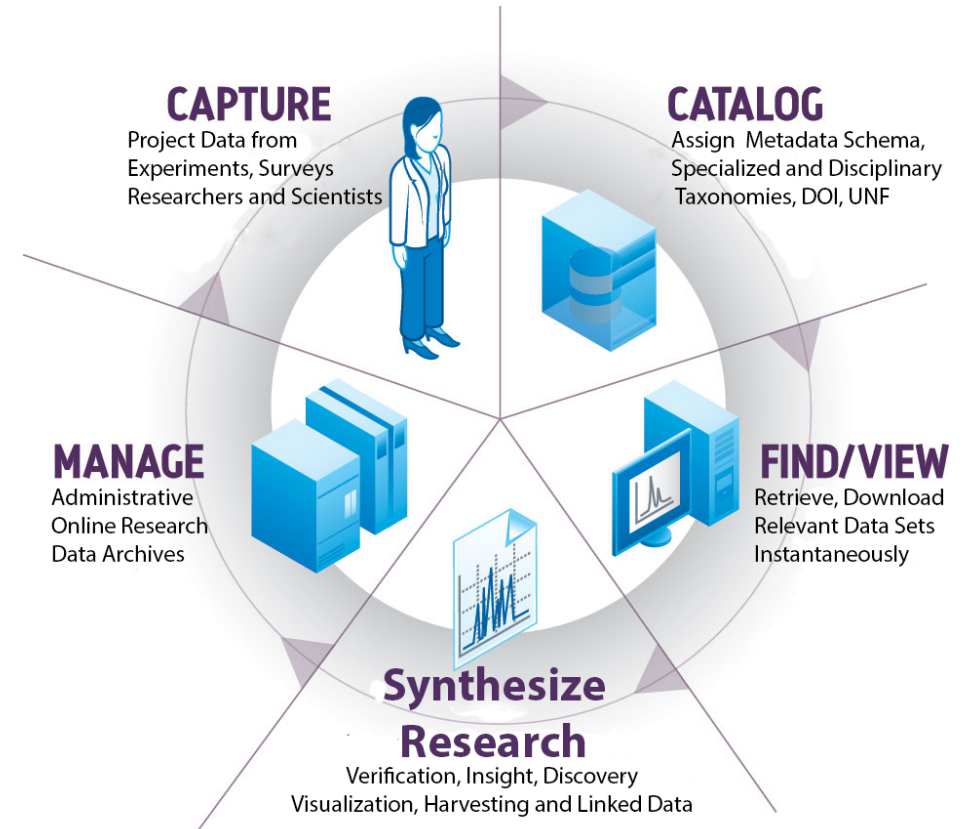 CAPTURE
Project Data from
Experiments, Surveys
Researchers and Scientists
CATALOG
Assign Metadata Schema,
Specialized and Disciplinary
Taxonomies, DOI, UNF
FIND/VIEW
Retrieve, Download
Relevant Data Sets
Instantaneously
Synthesize
Research
Verification, Insight, Discovery
Visualization, Harvesting and Linked Data
MANAGE
Administrative
Online Research
Data Archives